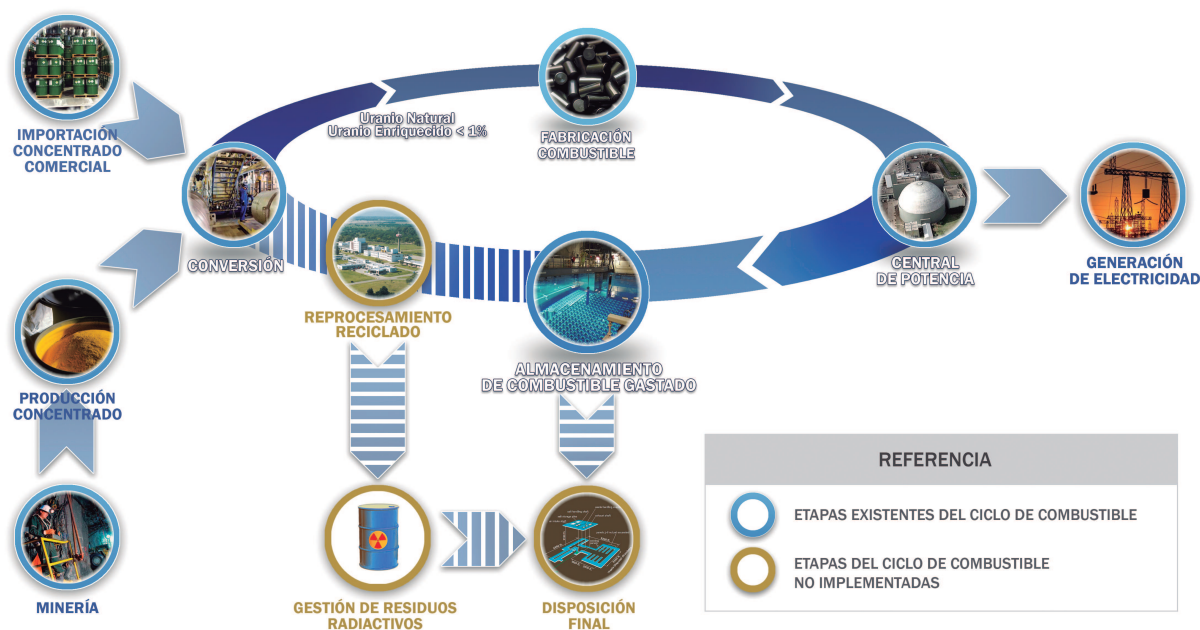 IMPORTACIÓN
CONCENTRADO
COMERCIAL
Uranio Natural
Uranio Enriquecido < 1%
FABRICACIÓN
COMBUSTIBLE
CONVERSIÓN
CENTRAL
DE POTENCIA
GENERACIÓN
DE ELECTRICIDAD
REPROCESAMIENTO
RECICLADO
ALMACENAMIENTO
DE COMBUSTIBLE GASTADO
PRODUCCIÓN
CONCENTRADO
MINERÍA
GESTIÓN DE RESIDUOS
RADIACTIVOS
DISPOSICIÓN
FINAL
REFERENCIA
ETAPAS EXISTENTES DEL CICLO DE COMBUSTIBLE
ETAPAS DEL CICLO DE COMBUSTIBLE
NO IMPLEMENTADAS